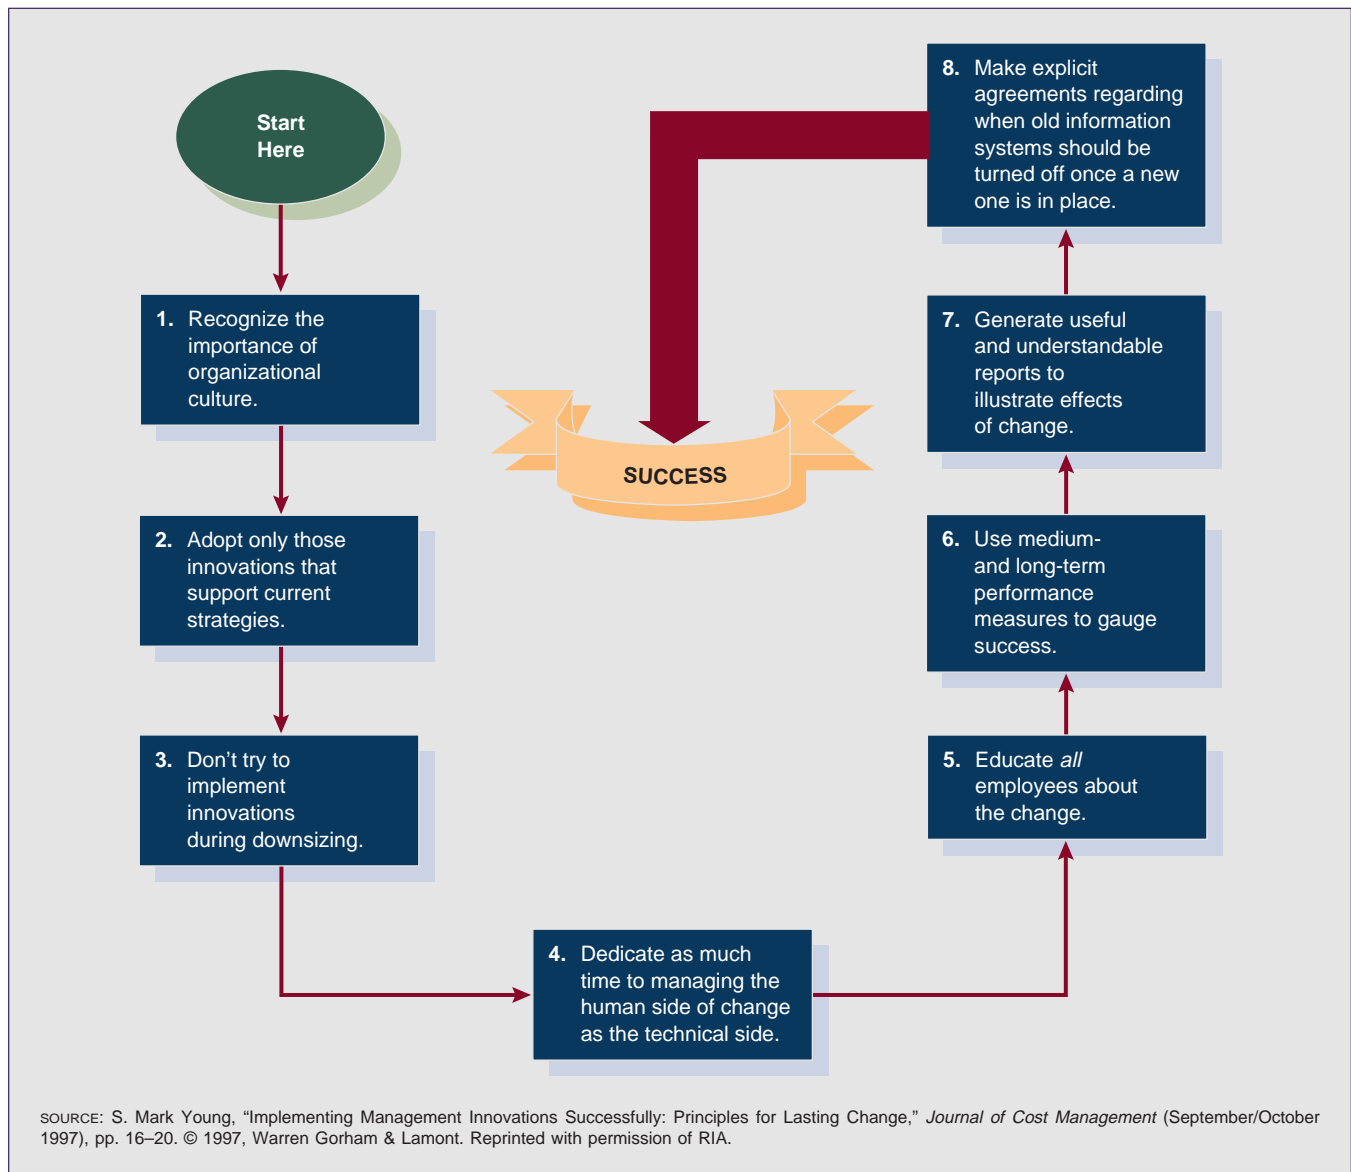 Start
Here
1. Recognize the
importance of
organizational
culture.
2. Adopt only those
innovations that
support current
strategies.
3. Don't try to
implement
innovations
during downsizing.
4. Dedicate as much
time to managing the
human side of change
as the technical side.
5. Educate all
employees about
the change.
6. Use medium-
and long-term
performance
measures to gauge
success.
7. Generate useful
and understandable
reports to
illustrate effects
of change.
8. Make explicit
agreements regarding
when old information
systems should be
turned off once a new
one is in place.
SUCCESS
SOURCE: S. Mark Young, “Implementing Management Innovations Successfully: Principles for Lasting Change,” Journal of Cost Management (September/October
1997), pp. 16–20. © 1997, Warren Gorham & Lamont. Reprinted with permission of RIA.